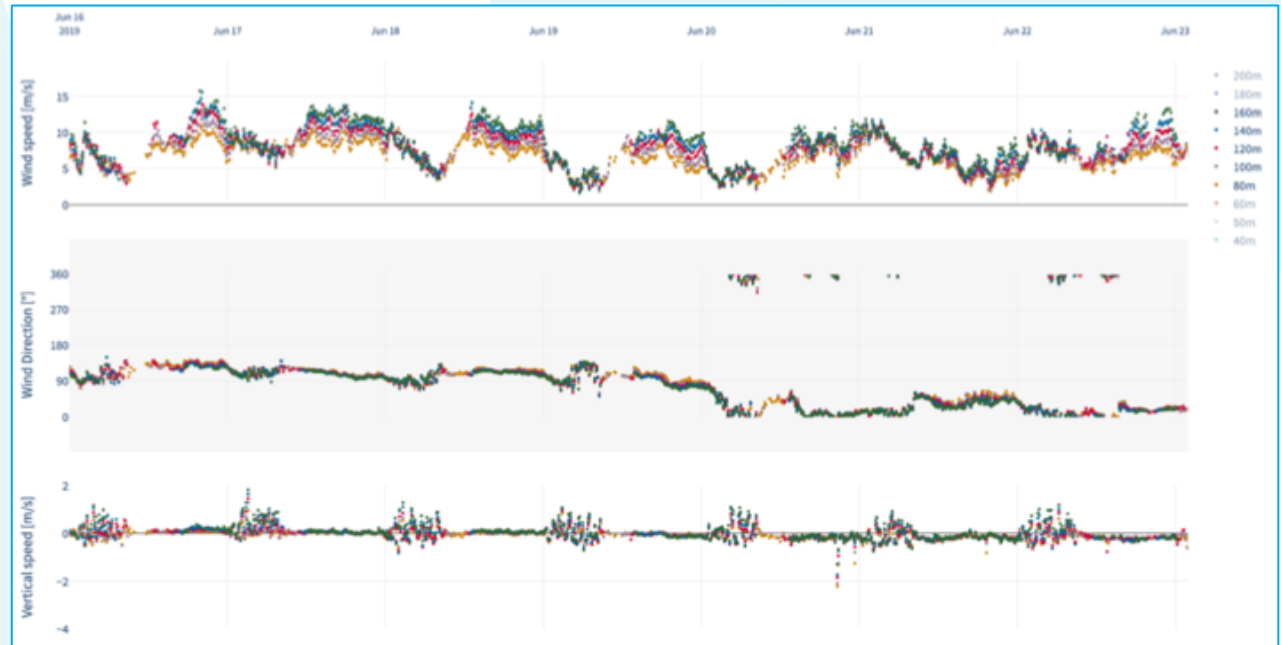 Jun 16 Jun 17 Jun 18 Jun 19 Jun 20 Jun 21 Jun 22 Jun 23
2019
Wind speed [m/s]
15
10
5
0
200m
180m
160m
140m
120m
100m
80m
60m
50m
40m
Wind Direction [°]
360
270
180
90
0
Vertical speed [m/s]
2
0
−2
−4